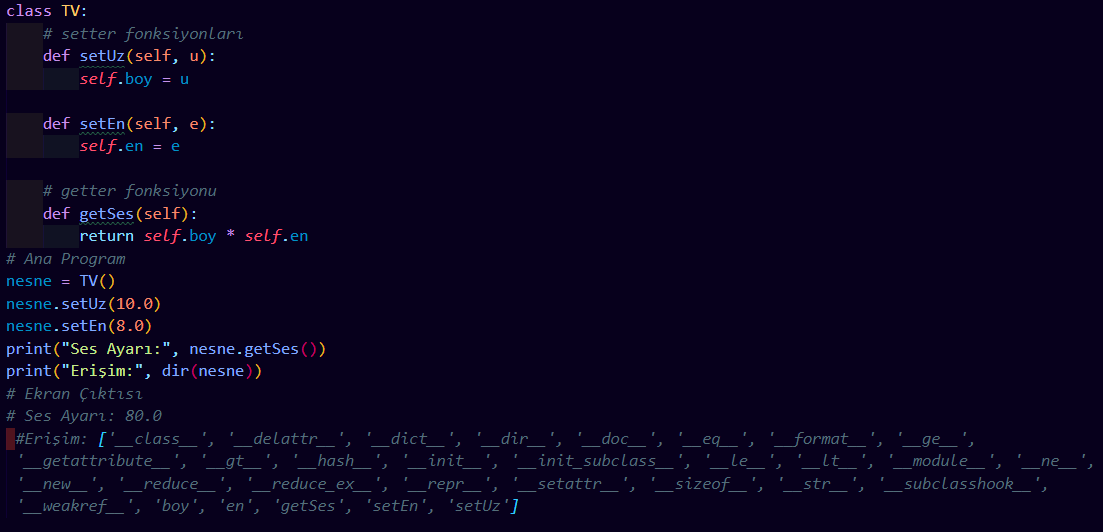 class TV:
    # setter fonksiyonları
    def setUz(self, u):
        self.boy = u

    def setEn(self, e):
        self.en = e

    # getter fonksiyonu
    def getSes(self):
        return self.boy * self.en
# Ana Program
nesne = TV()
nesne.setUz(10.0)
nesne.setEn(8.0)
print("Ses Ayarı:", nesne.getSes())
print("Erişim:", dir(nesne))
# Ekran Çıktısı
# Ses Ayarı: 80.0
 #Erişim: ['__class__', '__delattr__', '__dict__', '__dir__', '__doc__', '__eq__', '__format__', '__ge__',
 '__getattribute__', '__gt__', '__hash__', '__init__', '__init_subclass__', '__le__', '__lt__', '__module__', '__ne__',
 '__new__', '__reduce__', '__reduce_ex__', '__repr__', '__setattr__', '__sizeof__', '__str__', '__subclasshook__',
 '__weakref__', 'boy', 'en', 'getSes', 'setEn', 'setUz']